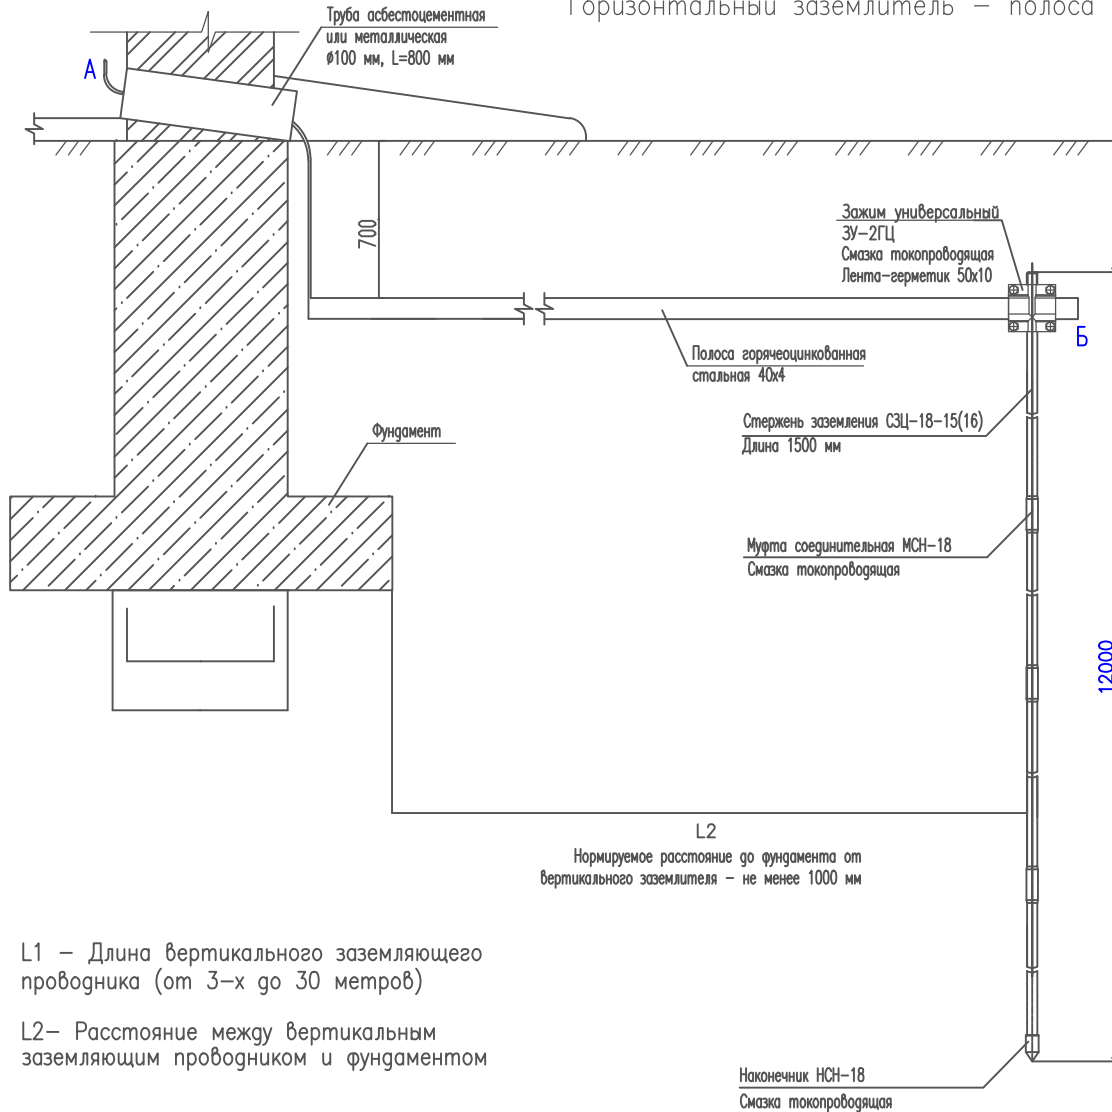 Горизонтальный заземлитель – полоса
Труба асбестоцементная
или металлическая
ø100 мм, L=800 мм
А
700
Зажим универсальный
ЗУ–2ГЦ
Смазка токопроводящая
Лента–герметик 50х10
Б
Полоса горячеоцинкованная
стальная 40х4
Стержень заземления СЗЦ–18–15(16)
Длина 1500 мм
Фундамент
Муфта соединительная МСН–18
Смазка токопроводящая
12000
L2
Нормируемое расстояние до фундамента от
вертикального заземлителя – не менее 1000 мм
L1 – Длина вертикального заземляющего
проводника (от 3–х до 30 метров)
L2– Расстояние между вертикальным
заземляющим проводником и фундаментом
Наконечник НСН–18
Смазка токопроводящая